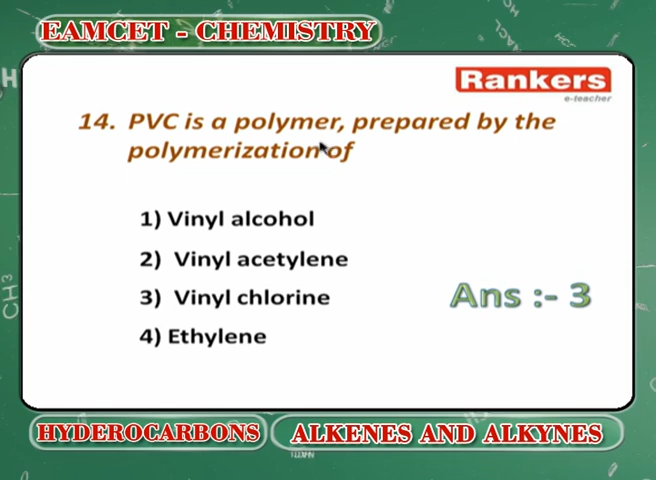 EAMCET - CHEMISTRY
Rankers
e-teacher
14. PVC is a polymer, prepared by the
polymerization of
1) Vinyl alcohol
2) Vinyl acetylene
3) Vinyl chlorine
Ans :- 3
4) Ethylene
HYDEROCARBONS
ALKENES AND ALKYNES